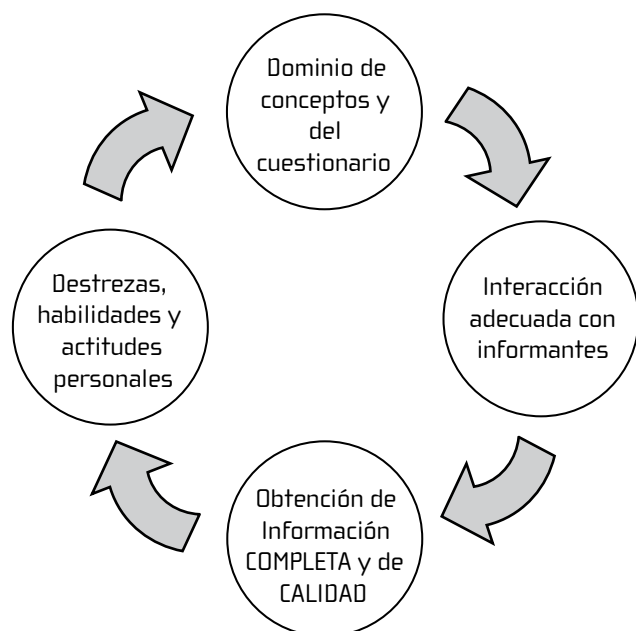 Dominio de
conceptos y
del
cuestionario
Interacción
adecuada con
informantes
Obtención de
Información
COMPLETA y de
CALIDAD
Destrezas,
habilidades y
actitudes
personales